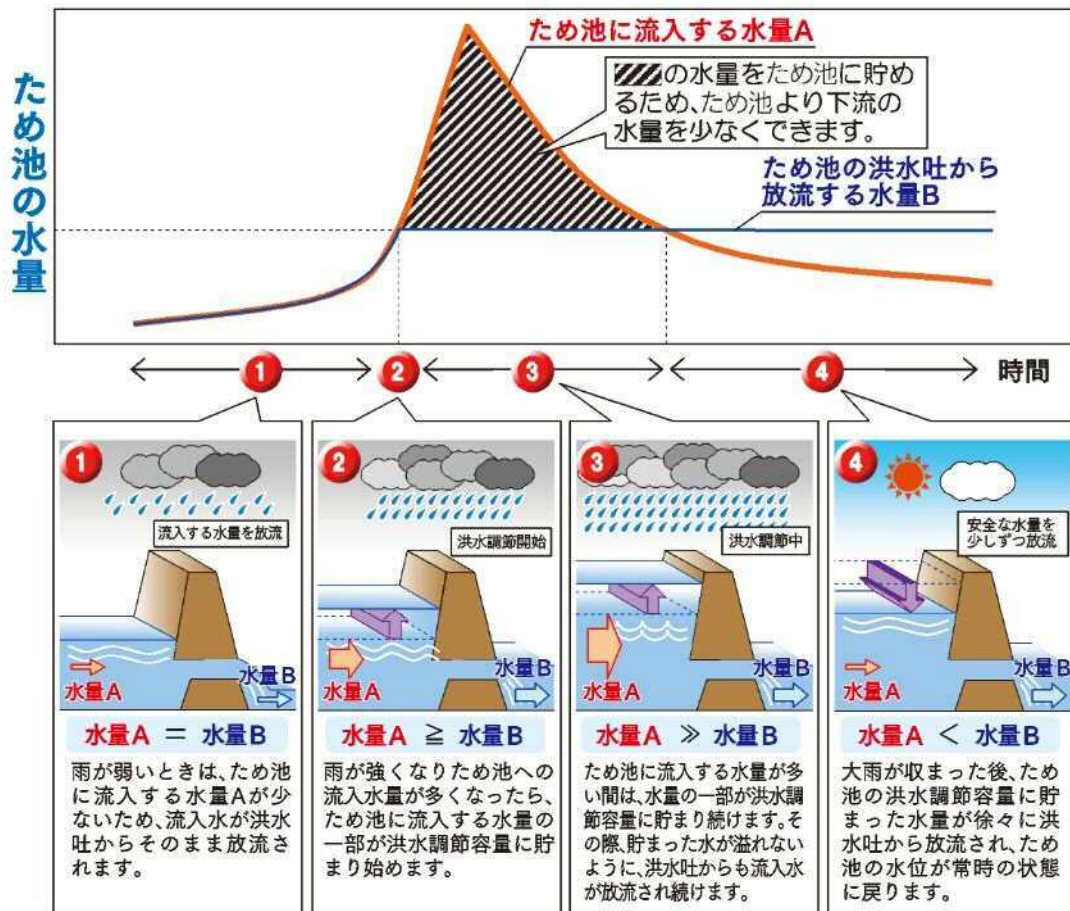 ため池の水量
ため池に流入する水量A
の水量をため池に貯め
るため、ため池より下流の
水量を少なくできます。
ため池の洪水吐から
放流する水量B
1
2
3
4
時間
1
流入する水量を放流
水量A
水量B
水量A = 水量B
雨が弱いときは、ため池
に流入する水量Aが少
ないため、流入水が洪水
吐からそのまま放流さ
れます。
2
洪水調節開始
水量A
水量B
水量A ≧ 水量B
雨が強くなりため池への
流入水量が多くなったら、
ため池に流入する水量の
一部が洪水調節容量に貯
まり始めます。
3
洪水調節中
水量A
水量B
水量A ≫ 水量B
ため池に流入する水量が多
い間は、水量の一部が洪水調
節容量に貯まり続けます。そ
の際、貯まった水が溢れない
ように、洪水吐からも流入水
が放流され続けます。
4
安全な水量を
少しずつ放流
水量A
水量B
水量A < 水量B
大雨が収まった後、ため
池の洪水調節容量に貯
まった水量が徐々に洪
水吐から放流され、ため
池の水位が常時の状態
に戻ります。